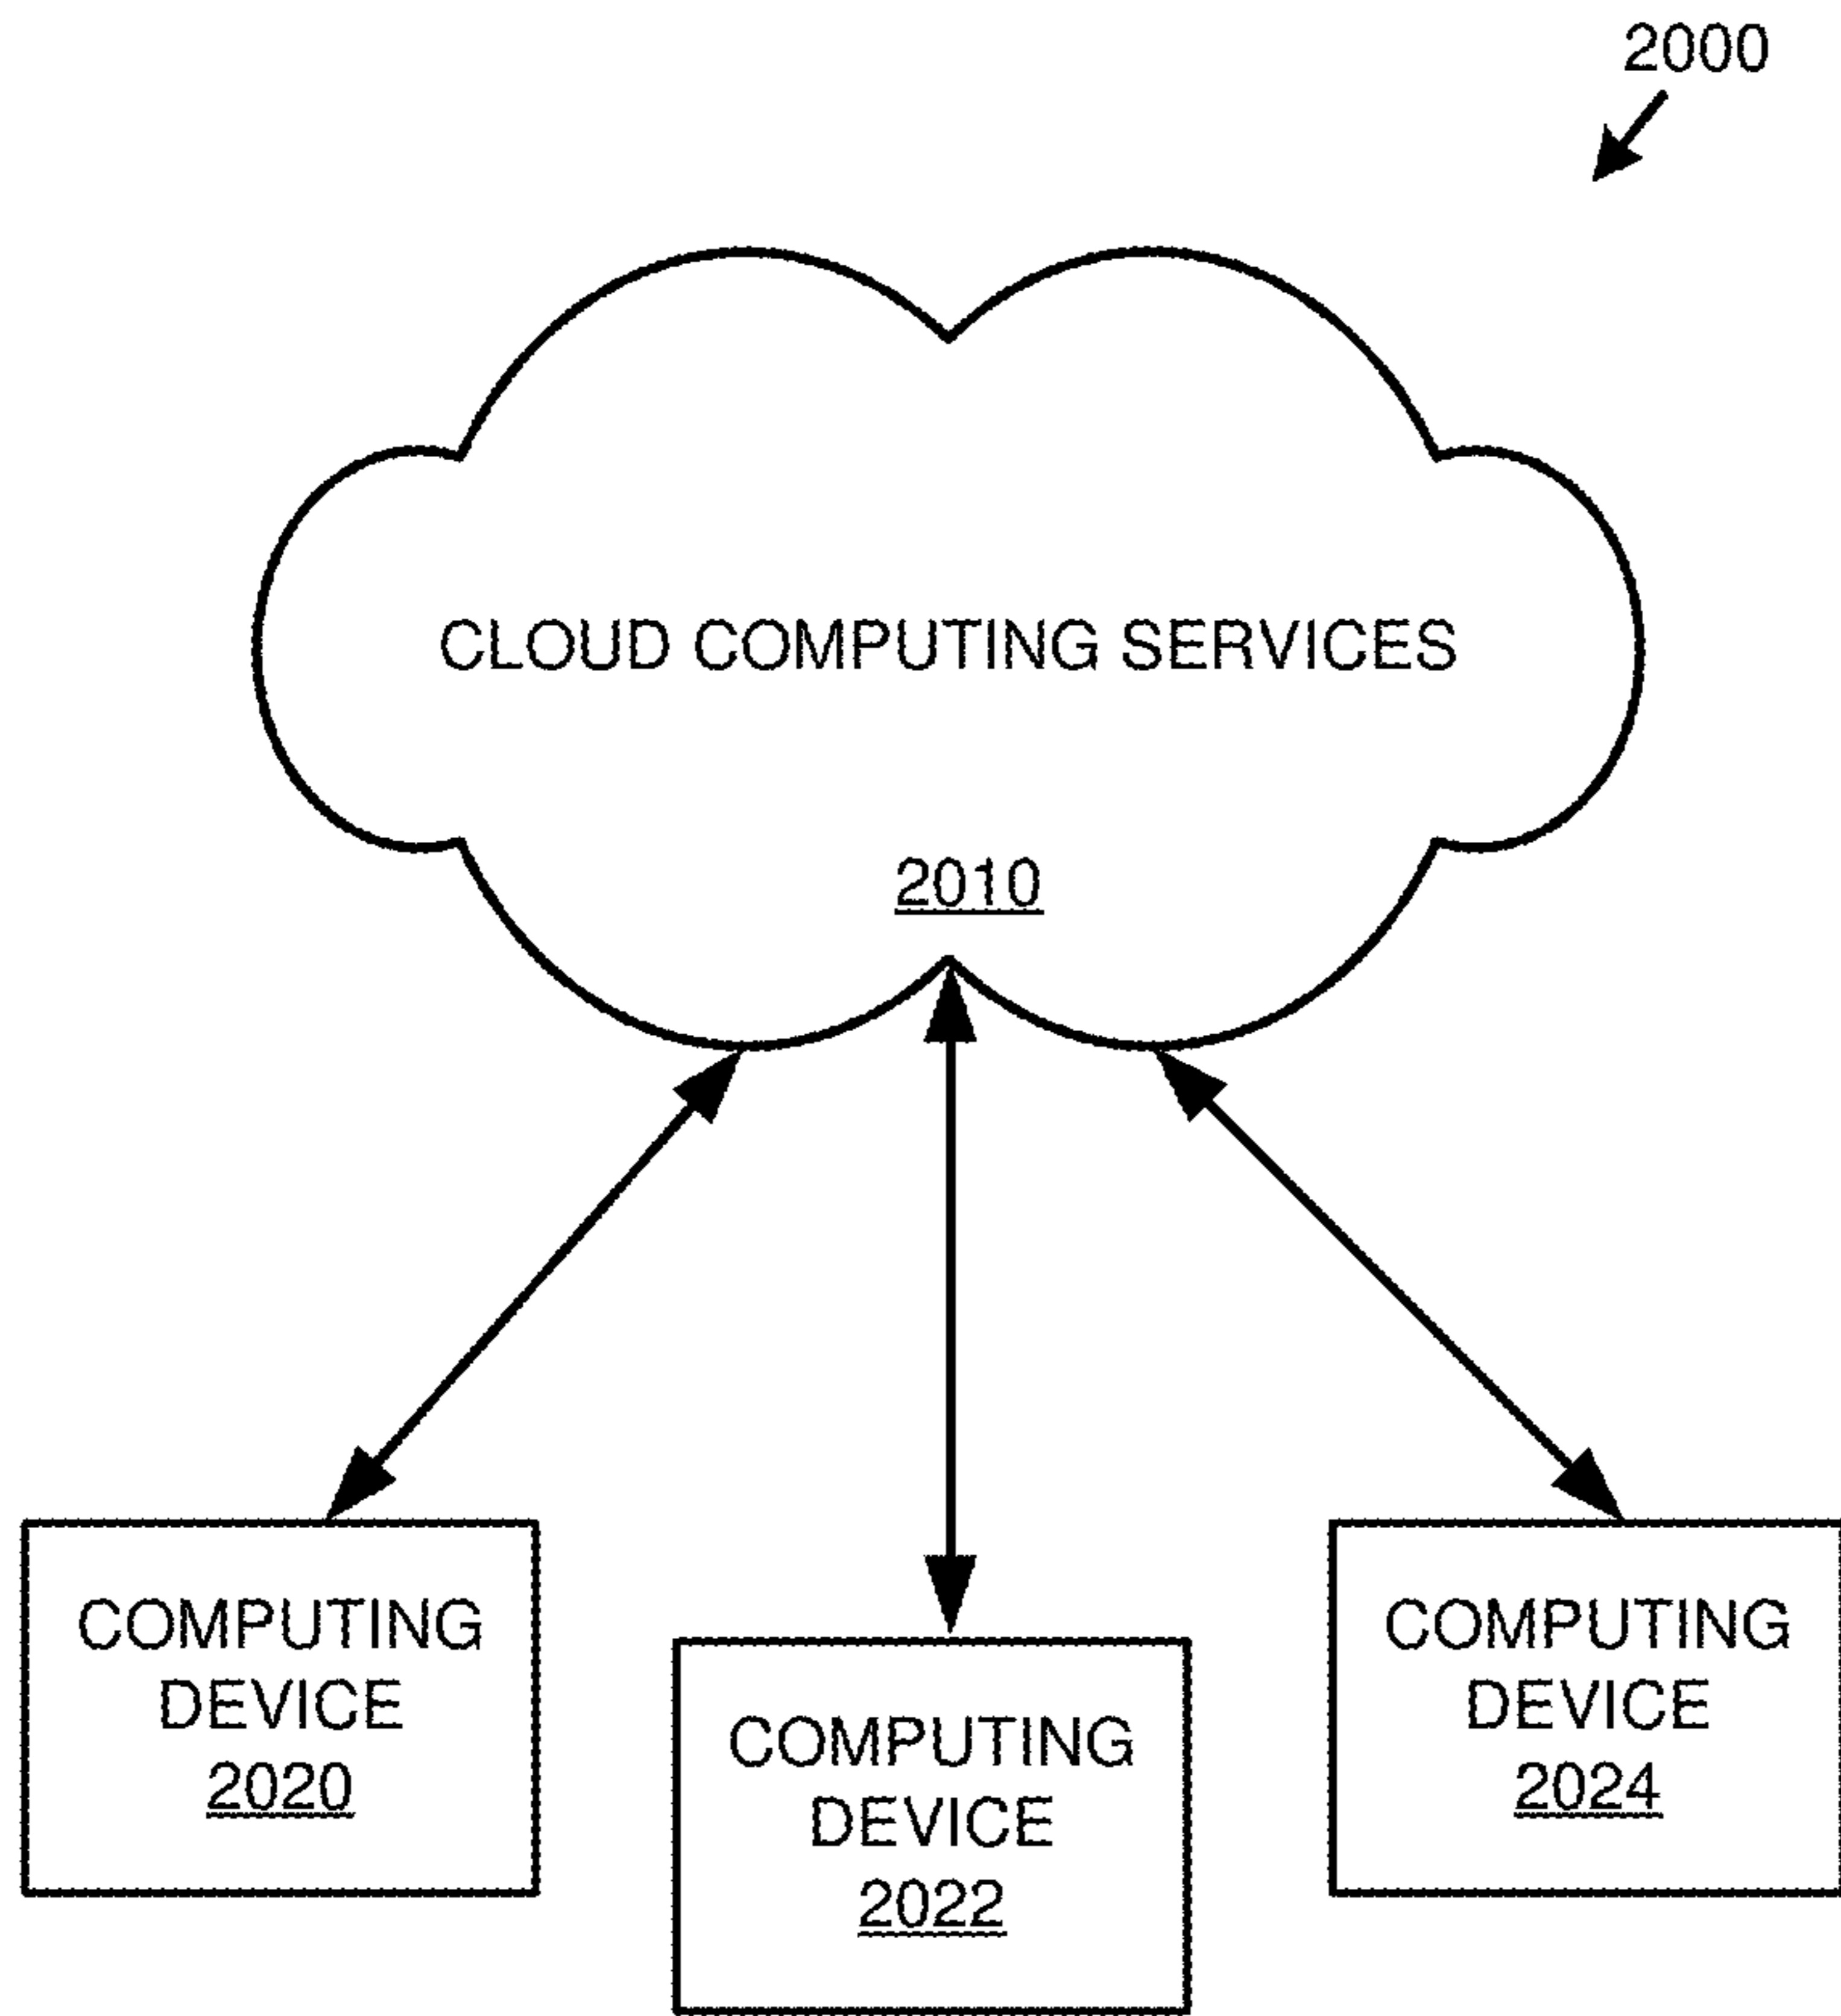 2000
CLOUD COMPUTING SERVICES
2010
COMPUTING
DEVICE
2020
COMPUTING
DEVICE
2022
COMPUTING
DEVICE
2024